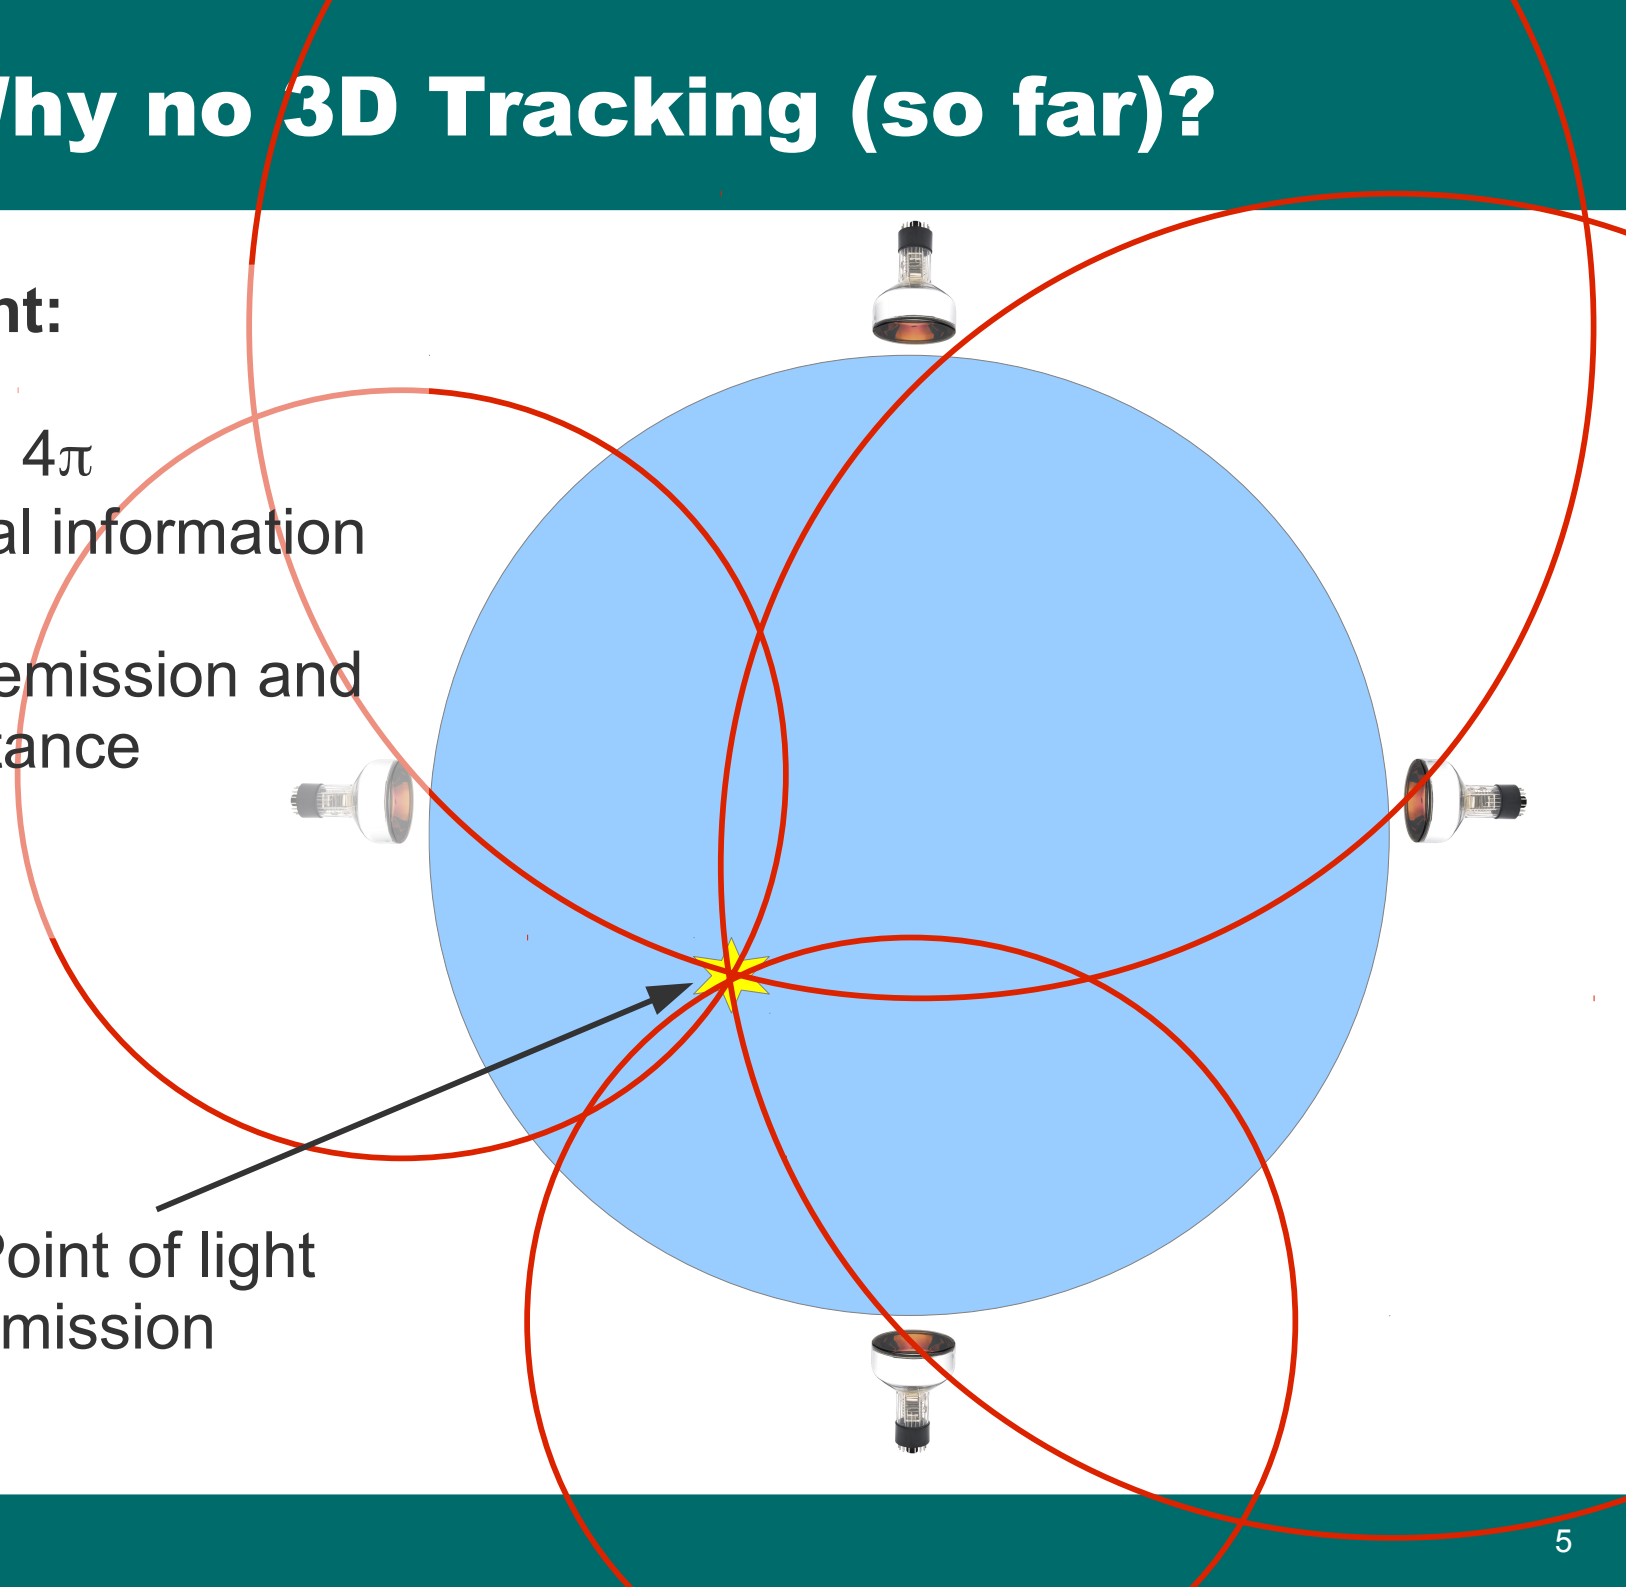 Why no 3D Tracking (so far)?
nt:
4π
al information
emission and
tance
Point of light
mission
5